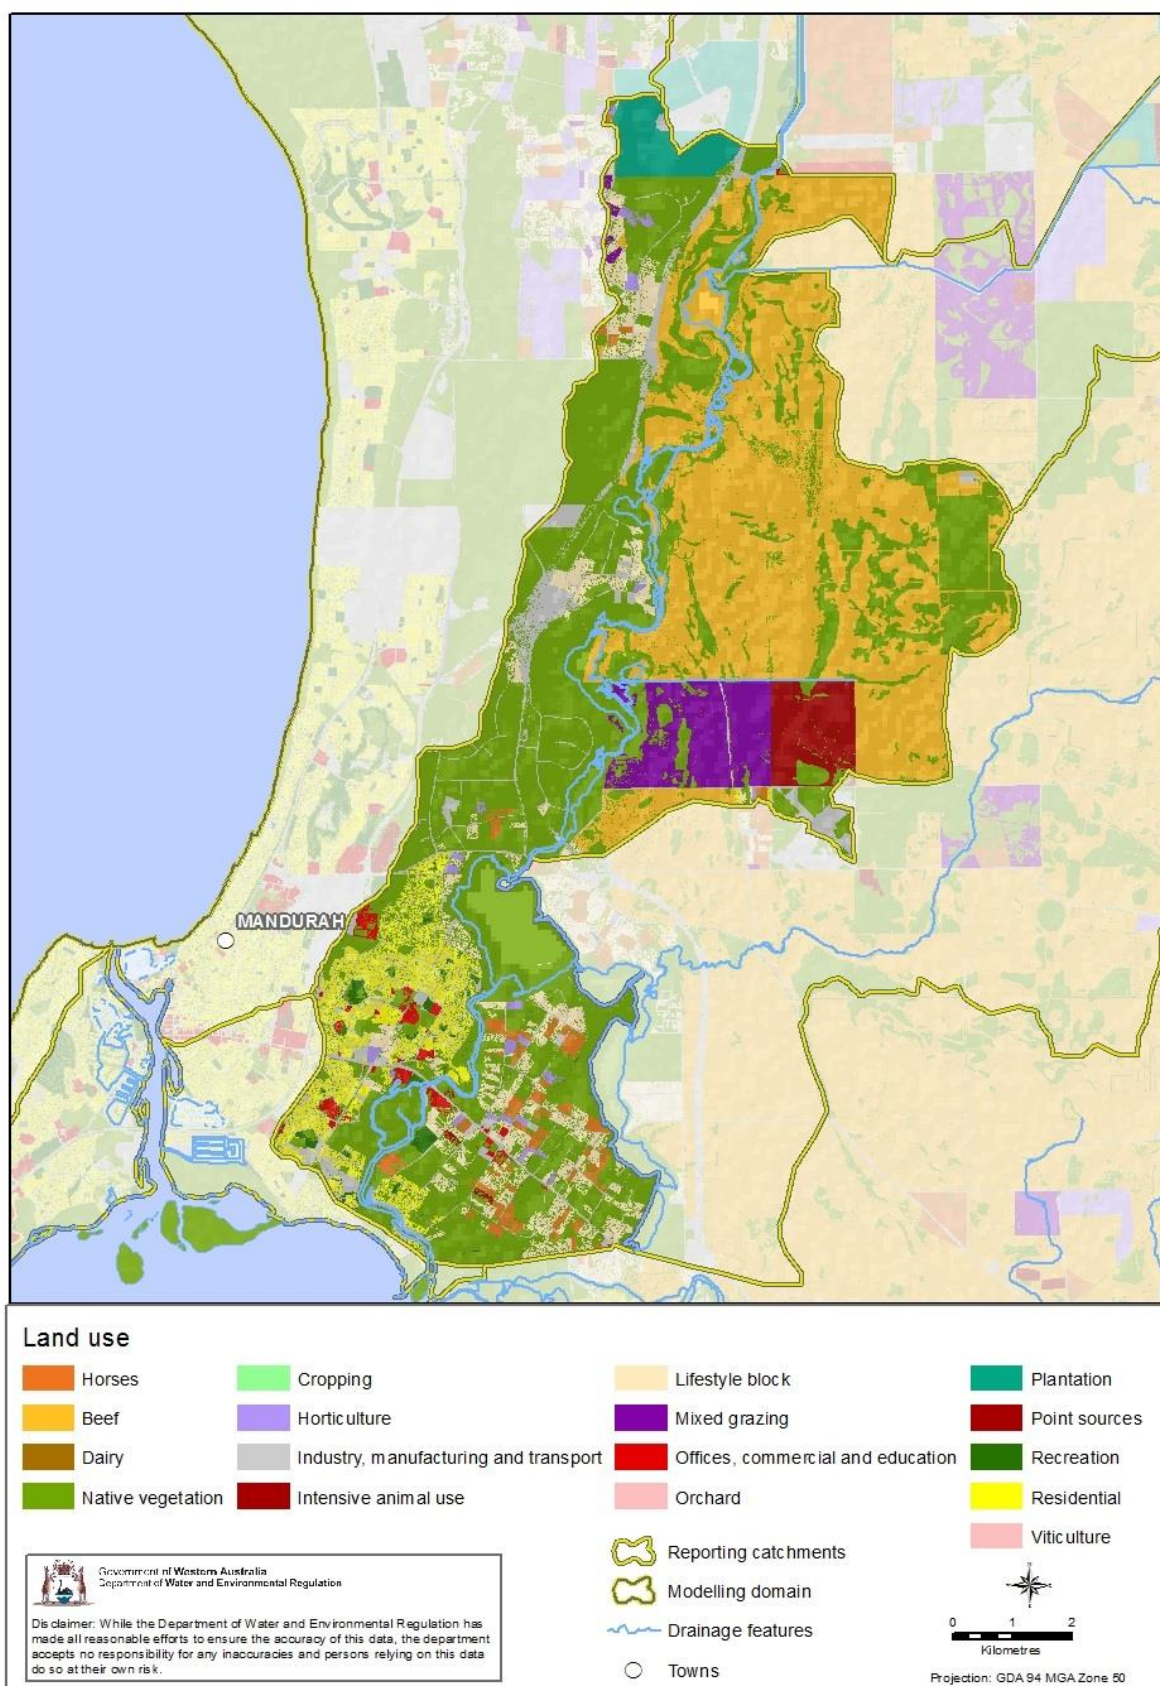 MANDURAH
Land use
Horses
Beef
Dairy
Native vegetation
Cropping
Horticulture
Industry, manufacturing and transport
Intensive animal use
Lifestyle block
Mixed grazing
Offices, commercial and education
Orchard
Plantation
Point sources
Recreation
Residential
Viticulture
Reporting catchments
Modelling domain
Drainage features
Towns
Government of Western Australia
Department of Water and Environmental Regulation
Disclaimer: While the Department of Water and Environmental Regulation has
made all reasonable efforts to ensure the accuracy of this data, the department
accepts no responsibility for any inaccuracies and persons relying on this data
do so at their own risk.
0 1 2
Kilometres
Projection: GDA 94 MGA Zone 50